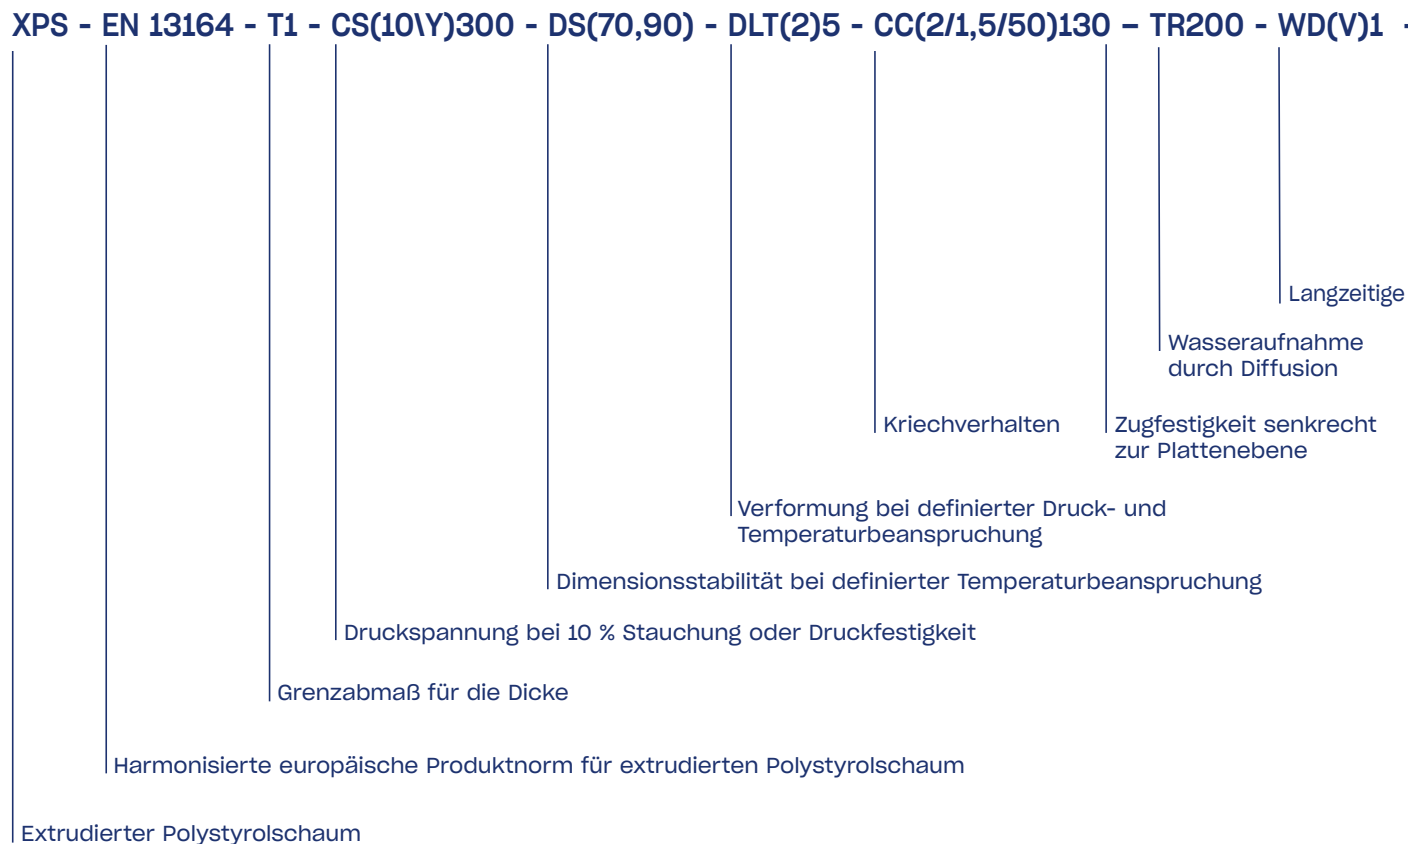 XPS - EN 13164 - T1 - CS(10\Y)300 - DS(70,90) - DLT(2)5 - CC(2/1,5/50)130 – TR200 - WD(V)1 -
Langzeitige
Wasseraufnahme
durch Diffusion
Kriechverhalten
Zugfestigkeit senkrecht
zur Plattenebene
Verformung bei definierter Druck- und
Temperaturbeanspruchung
Dimensionsstabilität bei definierter Temperaturbeanspruchung
Druckspannung bei 10 % Stauchung oder Druckfestigkeit
Grenzabmaß für die Dicke
Harmonisierte europäische Produktnorm für extrudierten Polystyrolschaum
Extrudierter Polystyrolschaum